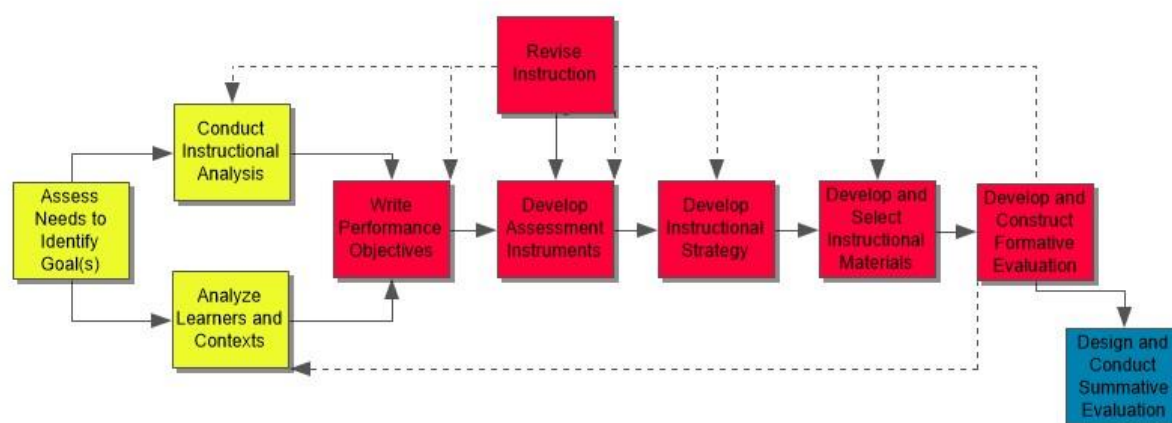 Revise
Instruction
Conduct
Instructional
Analysis
Assess
Needs to
Identify
Goal(s)
Write
Performance
Objectives
Develop
Assessment
Instruments
Develop
Instructional
Strategy
Develop and
Select
Instructional
Materials
Develop and
Construct
Formative
Evaluation
Analyze
Learners and
Contexts
Design and
Conduct
Summative
Evaluation